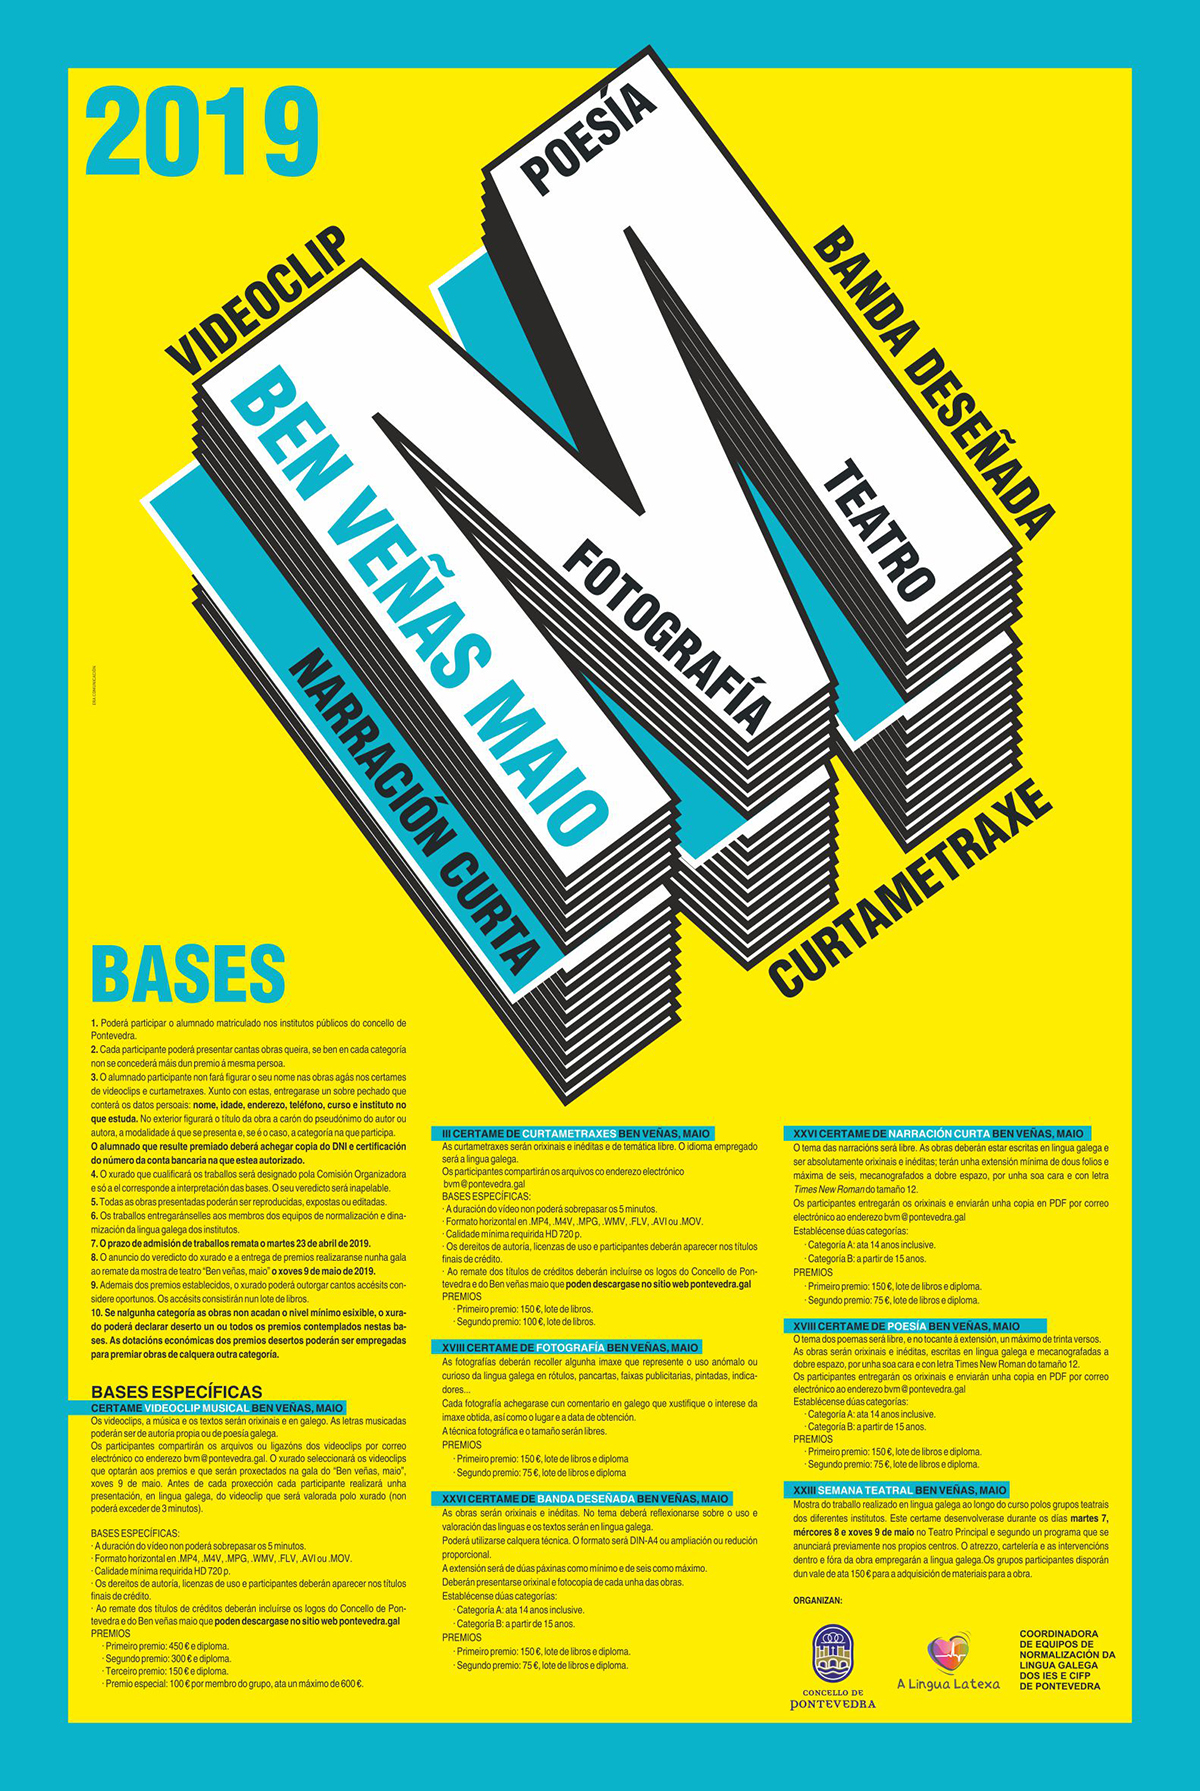 2019
POESÍA
VIDEOCLIP
BANDA DESEÑADA
BEN VEÑAS MAIO
TEATRO
FOTOGRAFÍA
NARRACIÓN CURTA
CURTAMETRAXE
ERA COMUNICACIÓN
BASES
1. Poderá participar o alumnado matriculado nos institutos públicos do concello de
Pontevedra.
2. Cada participante poderá presentar cantas obras queira, se ben en cada categoría
non se concederá máis dun premio á mesma persoa.
3. O alumnado participante non fará figurar o seu nome nas obras agás nos certames
de videoclips e curtametraxes. Xunto con estas, entregarase un sobre pechado que
conterá os datos persoais: nome, idade, enderezo, teléfono, curso e instituto no
que estuda. No exterior figurará o título da obra a carón do pseudónimo do autor ou
autora, a modalidade á que se presenta e, se é o caso, a categoría na que participa.
O alumnado que resulte premiado deberá achegar copia do DNI e certificación
do número da conta bancaria na que estea autorizado.
4. O xurado que cualificará os traballos será designado pola Comisión Organizadora
e só a el corresponde a interpretación das bases. O seu veredicto será inapelable.
5. Todas as obras presentadas poderán ser reproducidas, expostas ou editadas.
6. Os traballos entregaránselles aos membros dos equipos de normalización e dina-
mización da lingua galega dos institutos.
7. O prazo de admisión de traballos remata o martes 23 de abril de 2019.
8. O anuncio do veredicto do xurado e a entrega de premios realizaranse nunha gala
ao remate da mostra de teatro "Ben veñas, maio" o xoves 9 de maio de 2019.
9. Ademais dos premios establecidos, o xurado poderá outorgar cantos accésits con-
sidere oportunos. Os accésits consistirán nun lote de libros.
10. Se nalgunha categoría as obras non acadan o nivel mínimo esixible, o xura-
do poderá declarar deserto un ou todos os premios contemplados nestas ba-
ses. As dotacións económicas dos premios desertos poderán ser empregadas
para premiar obras de calquera outra categoría.
BASES ESPECÍFICAS
CERTAME VIDEOCLIP MUSICAL BEN VEÑAS, MAIO
Os videoclips, a música e os textos serán orixinais e en galego. As letras musicadas
poderán ser de autoría propia ou de poesía galega.
Os participantes compartirán os arquivos ou ligazóns dos videoclips por correo
electrónico co enderezo bvm@pontevedra.gal. O xurado seleccionará os videoclips
que optarán aos premios e que serán proxectados na gala do "Ben veñas, maio",
xoves 9 de maio. Antes de cada proxección cada participante realizará unha
presentación, en lingua galega, do videoclip que será valorada polo xurado (non
poderá exceder de 3 minutos).
BASES ESPECÍFICAS:
· A duración do vídeo non poderá sobrepasar os 5 minutos.
· Formato horizontal en .MP4, .M4V, .MPG, .WMV, .FLV, .AVI ou .MOV.
· Calidade mínima requirida HD 720 p.
· Os dereitos de autoría, licenzas de uso e participantes deberán aparecer nos títulos
finais de crédito.
· Ao remate dos títulos de créditos deberán incluírse os logos do Concello de Pon-
tevedra e do Ben veñas maio que poden descargase no sitio web pontevedra.gal
PREMIOS
· Primeiro premio: 450 € e diploma.
· Segundo premio: 300 € e diploma.
· Terceiro premio: 150 € e diploma.
· Premio especial: 100 € por membro do grupo, ata un máximo de 600 €.
III CERTAME DE CURTAMETRAXES BEN VEÑAS, MAIO
As curtametraxes serán orixinais e inéditas e de temática libre. O idioma empregado
será a lingua galega.
Os participantes compartirán os arquivos co enderezo electrónico
bvm@pontevedra.gal
BASES ESPECÍFICAS:
· A duración do vídeo non poderá sobrepasar os 5 minutos.
· Formato horizontal en .MP4, .M4V, .MPG, .WMV, .FLV, .AVI ou .MOV.
· Calidade mínima requirida HD 720 p.
· Os dereitos de autoría, licenzas de uso e participantes deberán aparecer nos títulos
finais de crédito.
· Ao remate dos títulos de créditos deberán incluírse os logos do Concello de Pon-
tevedra e do Ben veñas maio que poden descargase no sitio web pontevedra.gal
PREMIOS
· Primeiro premio: 150 €, lote de libros.
· Segundo premio: 100 €, lote de libros.
XVIII CERTAME DE FOTOGRAFÍA BEN VEÑAS, MAIO
As fotografías deberán recoller algunha imaxe que represente o uso anómalo ou
curioso da lingua galega en rótulos, pancartas, faixas publicitarias, pintadas, indica-
dores...
Cada fotografía achegarase cun comentario en galego que xustifique o interese da
imaxe obtida, así como o lugar e a data de obtención.
A técnica fotográfica e o tamaño serán libres.
PREMIOS
· Primeiro premio: 150 €, lote de libros e diploma
· Segundo premio: 75 €, lote de libros e diploma
XXVI CERTAME DE BANDA DESEÑADA BEN VEÑAS, MAIO
As obras serán orixinais e inéditas. No tema deberá reflexionarse sobre o uso e
valoración das linguas e os textos serán en lingua galega.
Poderá utilizarse calquera técnica. O formato será DIN-A4 ou ampliación ou redución
proporcional.
A extensión será de dúas páxinas como mínimo e de seis como máximo.
Deberán presentarse orixinal e fotocopia de cada unha das obras.
Establécense dúas categorías:
· Categoría A: ata 14 anos inclusive.
· Categoría B: a partir de 15 anos.
PREMIOS
· Primeiro premio: 150 €, lote de libros e diploma.
· Segundo premio: 75 €, lote de libros e diploma.
XXVI CERTAME DE NARRACIÓN CURTA BEN VEÑAS, MAIO
O tema das narracións será libre. As obras deberán estar escritas en lingua galega e
ser absolutamente orixinais e inéditas; terán unha extensión mínima de dous folios e
máxima de seis, mecanografados a dobre espazo, por unha soa cara e con letra
Times New Roman do tamaño 12.
Os participantes entregarán os orixinais e enviarán unha copia en PDF por correo
electrónico ao enderezo bvm@pontevedra.gal
Establécense dúas categorías:
· Categoría A: ata 14 anos inclusive.
· Categoría B: a partir de 15 anos.
PREMIOS
· Primeiro premio: 150 €, lote de libros e diploma.
· Segundo premio: 75 €, lote de libros e diploma.
XVIII CERTAME DE POESÍA BEN VEÑAS, MAIO
O tema dos poemas será libre, e no tocante á extensión, un máximo de trinta versos.
As obras serán orixinais e inéditas, escritas en lingua galega e mecanografadas a
dobre espazo, por unha soa cara e con letra Times New Roman do tamaño 12.
Os participantes entregarán os orixinais e enviarán unha copia en PDF por correo
electrónico ao enderezo bvm@pontevedra.gal
Establécense dúas categorías:
· Categoría A: ata 14 anos inclusive.
· Categoría B: a partir de 15 anos.
PREMIOS
· Primeiro premio: 150 €, lote de libros e diploma.
· Segundo premio: 75 €, lote de libros e diploma.
XXIII SEMANA TEATRAL BEN VEÑAS, MAIO
Mostra do traballo realizado en lingua galega ao longo do curso polos grupos teatrais
dos diferentes institutos. Este certame desenvolverase durante os días martes 7,
mércores 8 e xoves 9 de maio no Teatro Principal e segundo un programa que se
anunciará previamente nos propios centros. O atrezzo, cartelería e as intervencións
dentro e fóra da obra empregarán a lingua galega.Os grupos participantes disporán
dun vale de ata 150 € para a adquisición de materiais para a obra.
ORGANIZAN:
CONCELLO DE
PONTEVEDRA
A Lingua Latexa
COORDINADORA
DE EQUIPOS DE
NORMALIZACIÓN DA
LINGUA GALEGA
DOS IES E CIFP
DE PONTEVEDRA